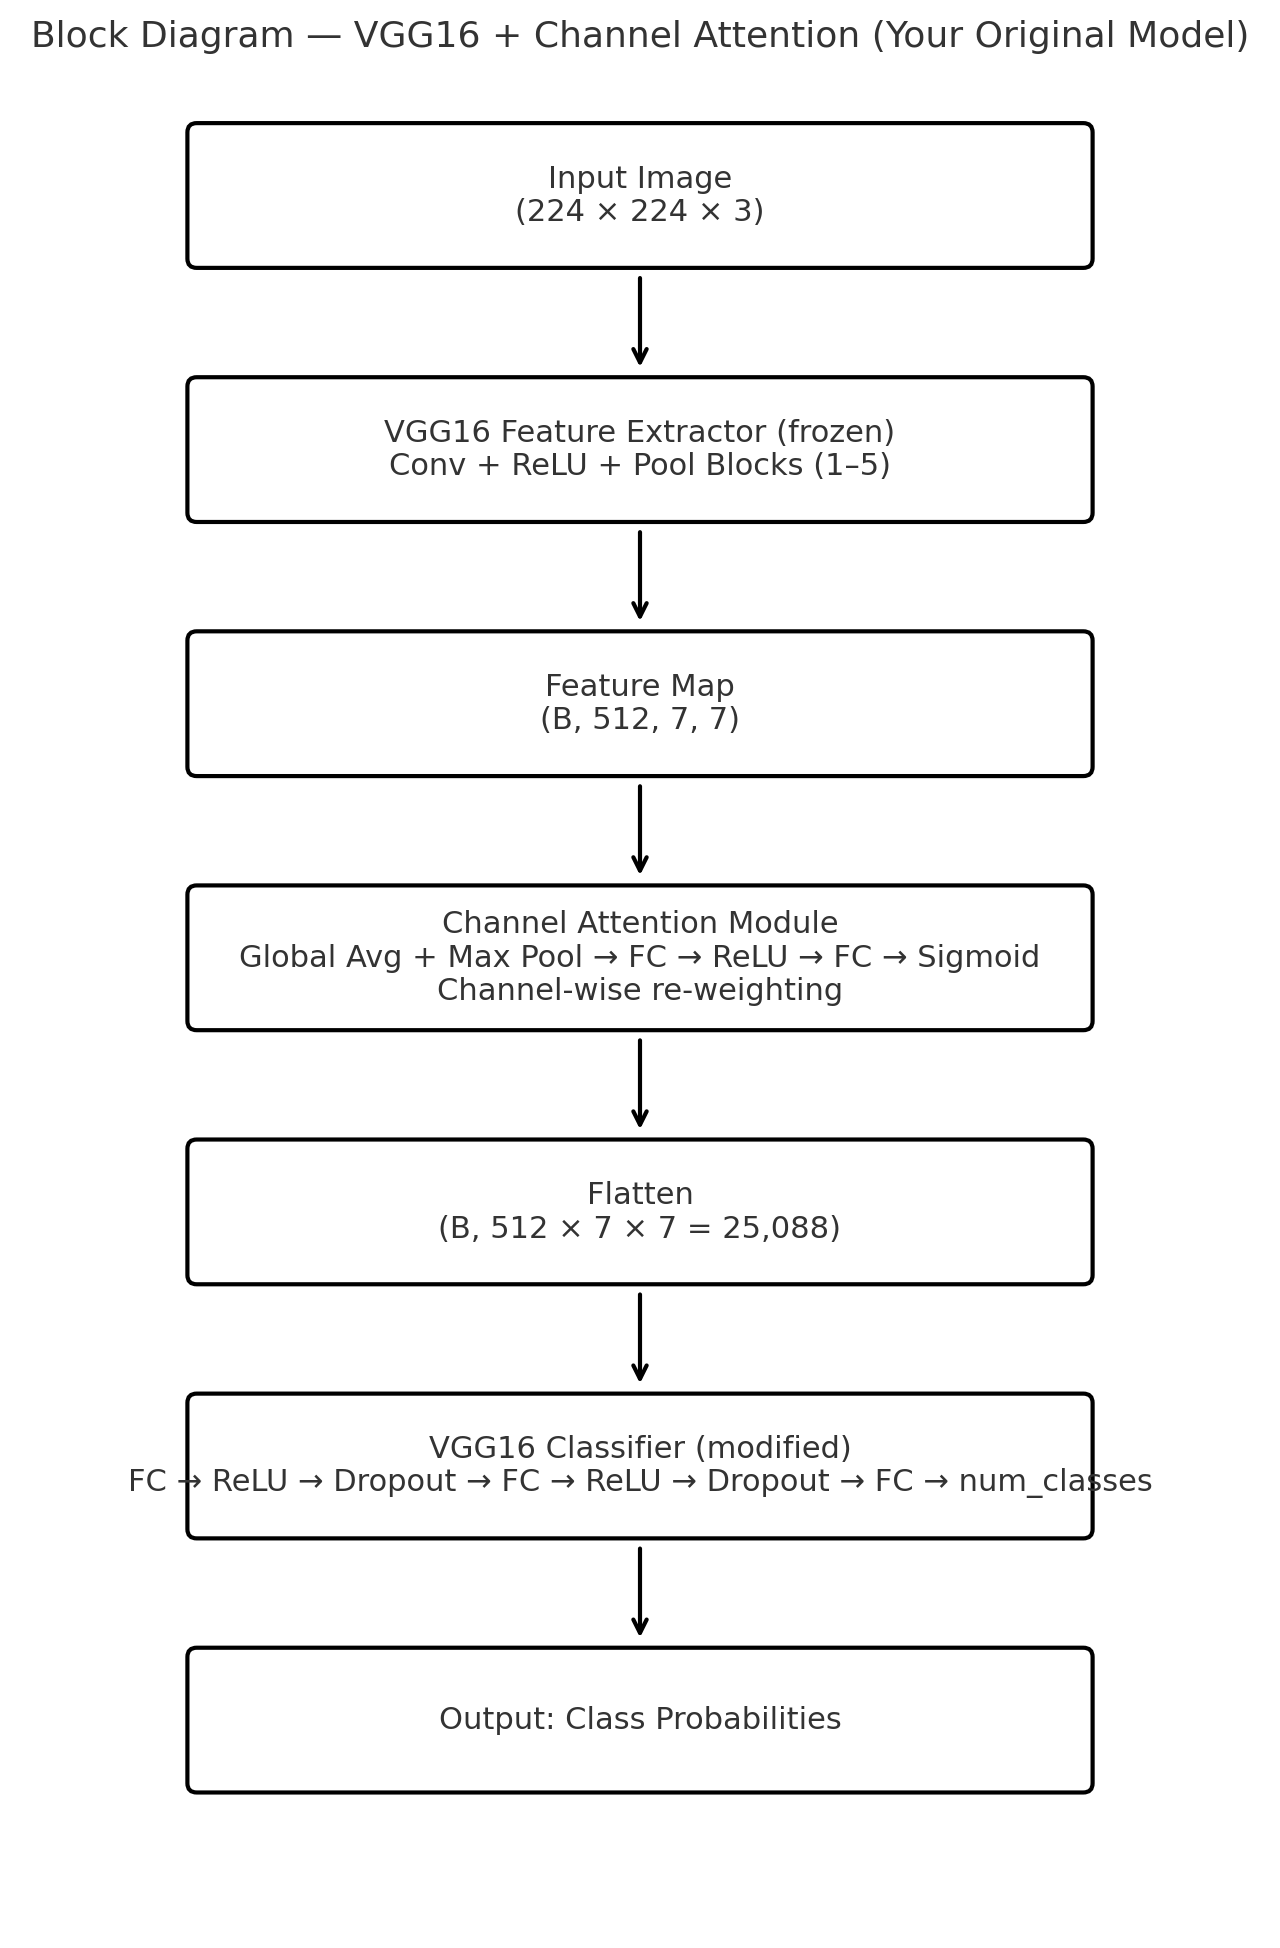 Block Diagram — VGG16 + Channel Attention (Your Original Model)
Input Image
(224 × 224 × 3)
VGG16 Feature Extractor (frozen)
Conv + ReLU + Pool Blocks (1–5)
Feature Map
(B, 512, 7, 7)
Channel Attention Module
Global Avg + Max Pool → FC → ReLU → FC → Sigmoid
Channel-wise re-weighting
Flatten
(B, 512 × 7 × 7 = 25,088)
VGG16 Classifier (modified)
FC → ReLU → Dropout → FC → ReLU → Dropout → FC → num_classes
Output: Class Probabilities